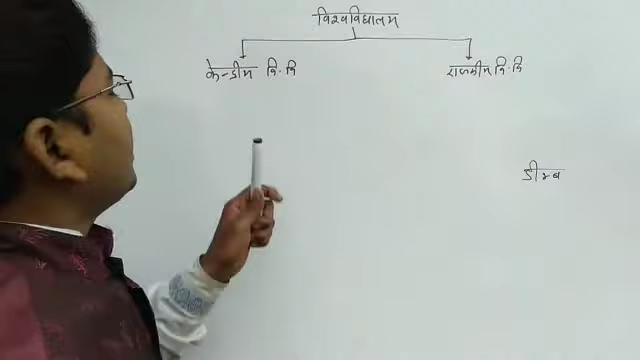 विश्वविद्यालय
केन्द्रीय वि. वि
राजकीय वि. वि